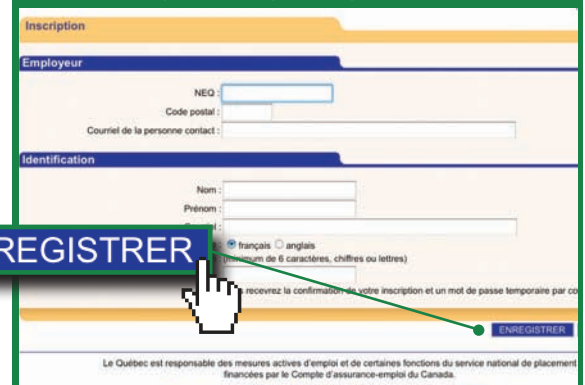 Inscription
Employeur
NEQ :
Code postal :
Courriel de la personne contact :
Identification
Nom :
Prénom :
français anglais
(minimum de 6 caractères, chiffres ou lettres)
REGISTRER
recevrez la confirmation de votre inscription et un mot de passe temporaire par
ENREGISTRER
Le Québec est responsable des mesures actives d'emploi et de certaines fonctions du service national de placement
financées par le Compte d'assurance-emploi du Canada.